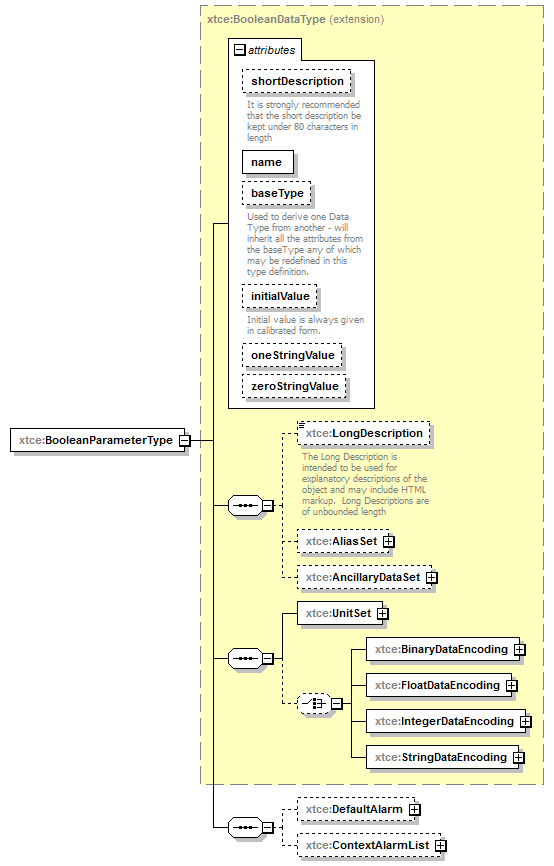 xtce:BooleanDataType (extension)
attributes
shortDescription
It is strongly recommended
that the short description be
kept under 80 characters in
length
name
baseType
Used to derive one Data
Type from another - will
inherit all the attributes from
the baseType any of which
may be redefined in this
type definition.
initialValue
Initial value is always given
in calibrated form.
oneStringValue
zeroStringValue
xtce:BooleanParameterType
xtce:LongDescription
The Long Description is
intended to be used for
explanatory descriptions of the
object and may include HTML
markup.  Long Descriptions are
of unbounded length
xtce:AliasSet
xtce:AncillaryDataSet
xtce:UnitSet
xtce:BinaryDataEncoding
xtce:FloatDataEncoding
xtce:IntegerDataEncoding
xtce:StringDataEncoding
xtce:DefaultAlarm
xtce:ContextAlarmList